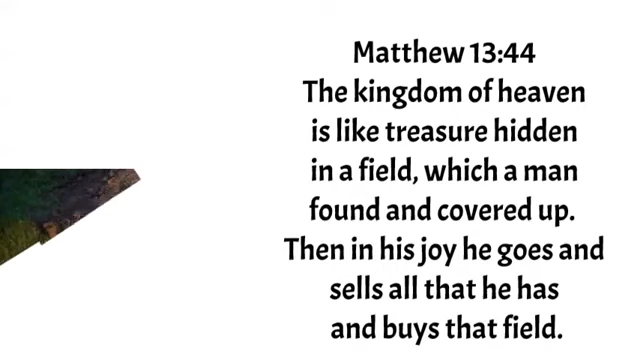 Matthew 13:44
The kingdom of heaven
is like treasure hidden
in a field, which a man
found and covered up.
Then in his joy he goes and
sells all that he has
and buys that field.